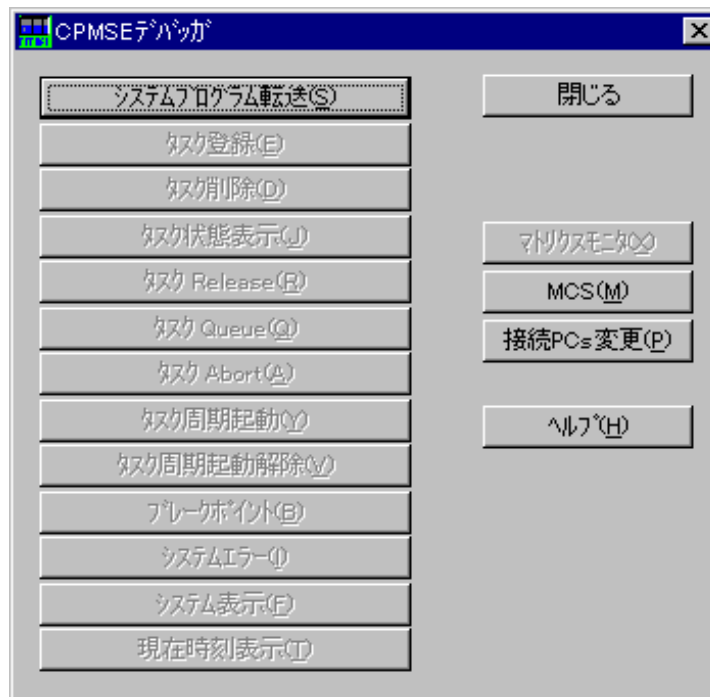 CPMSEデバッガ
システムプログラム転送(S)
タスク登録(E)
タスク削除(D)
タスク状態表示(J)
タスク Release(R)
タスク Queue(Q)
タスク Abort(A)
タスク周期起動(Y)
タスク周期起動解除(V)
ブレークポイント(B)
システムエラー(I)
システム表示(F)
現在時刻表示(T)
閉じる
マトリクスモニタ(X)
MCS(M)
接続PCs変更(P)
ヘルプ(H)